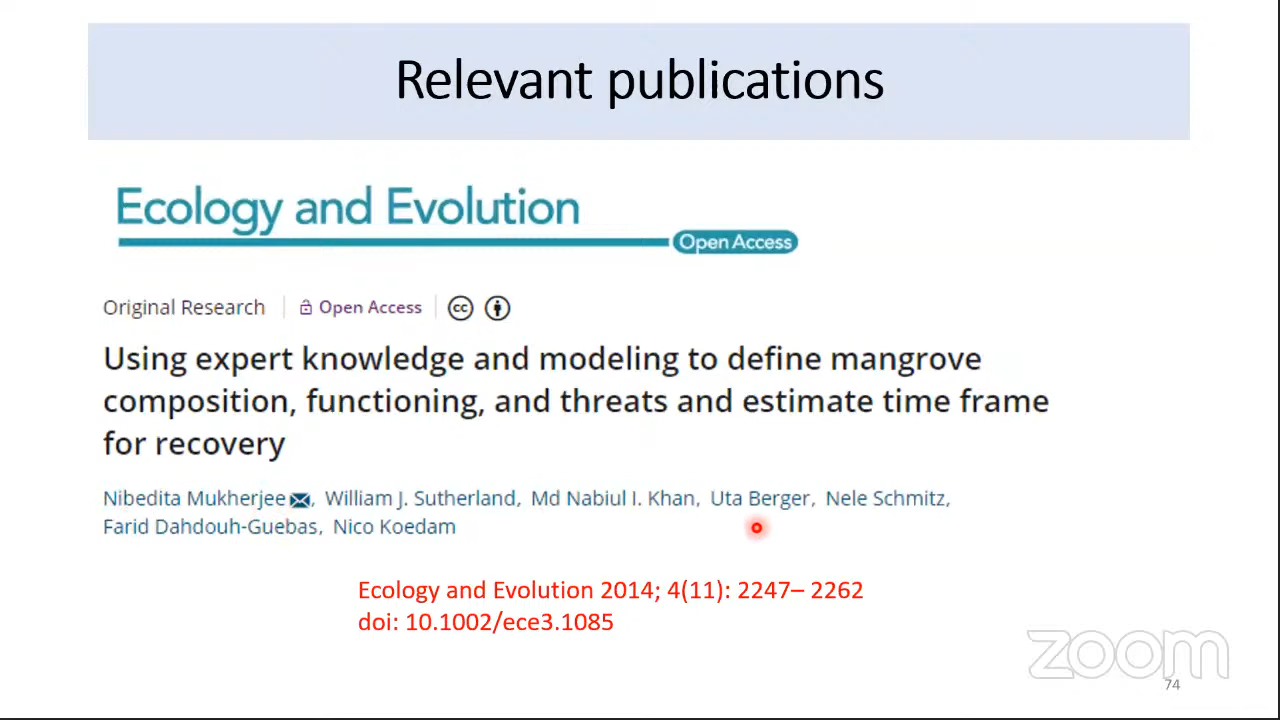 Relevant publications
Ecology and Evolution
Open Access
Original Research Open Access
Using expert knowledge and modeling to define mangrove
composition, functioning, and threats and estimate time frame
for recovery
Nibedita Mukherjee, William J. Sutherland, Md Nabiul I. Khan, Uta Berger, Nele Schmitz,
Farid Dahdouh-Guebas, Nico Koedam
Ecology and Evolution 2014; 4(11): 2247– 2262
doi: 10.1002/ece3.1085
zoom
74